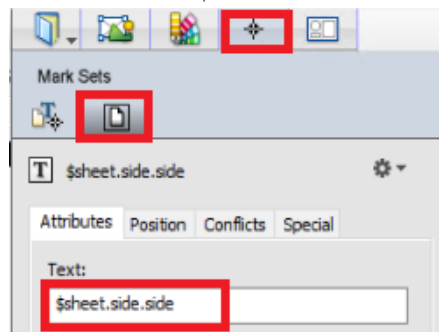 Mark Sets
T $sheet.side.side
Attributes Position Conflicts Special
Text:
$sheet.side.side